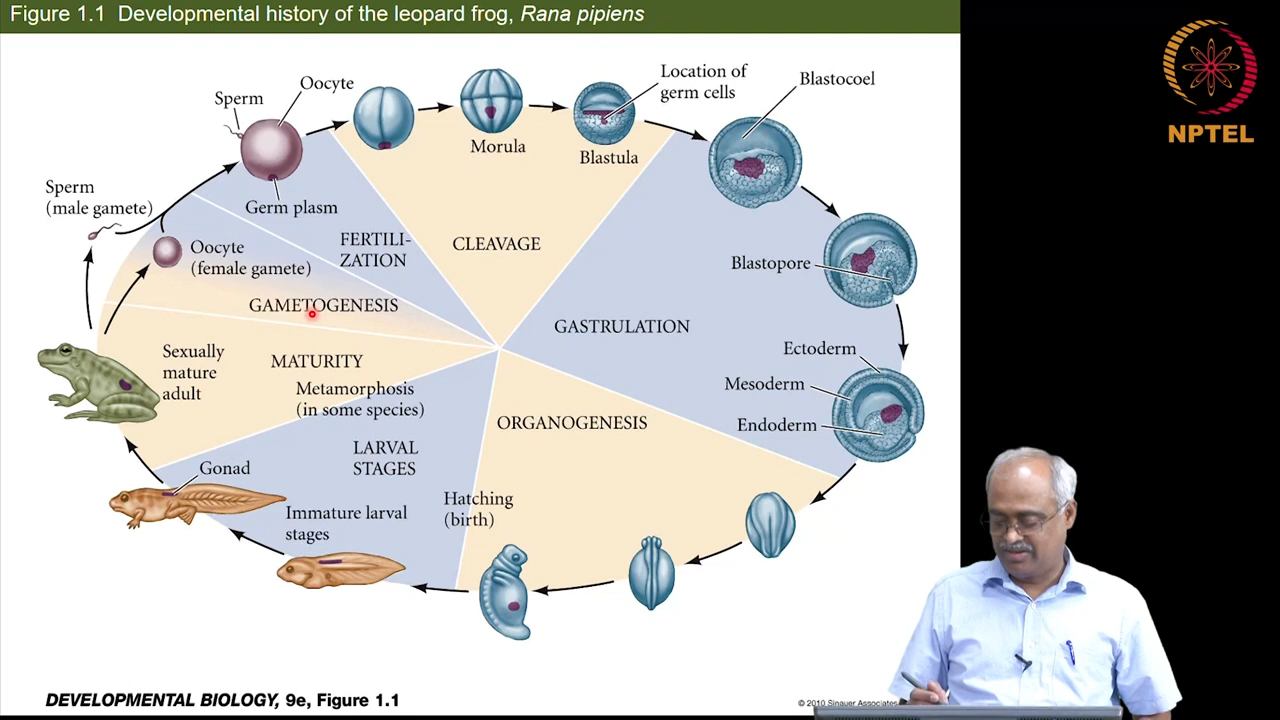 Figure 1.1 Developmental history of the leopard frog, Rana pipiens
NPTEL
Sperm
Oocyte
Morula
Blastula
Location of
germ cells
Blastocoel
Sperm
(male gamete)
Germ plasm
Oocyte
(female gamete)
FERTILI-
ZATION
CLEAVAGE
Blastopore
GAMETOGENESIS
GASTRULATION
Sexually
mature
adult
MATURITY
Metamorphosis
(in some species)
Ectoderm
Mesoderm
Endoderm
ORGANOGENESIS
LARVAL
STAGES
Gonad
Immature larval
stages
Hatching
(birth)
DEVELOPMENTAL BIOLOGY, 9e, Figure 1.1
© 2010 Sinauer Associates